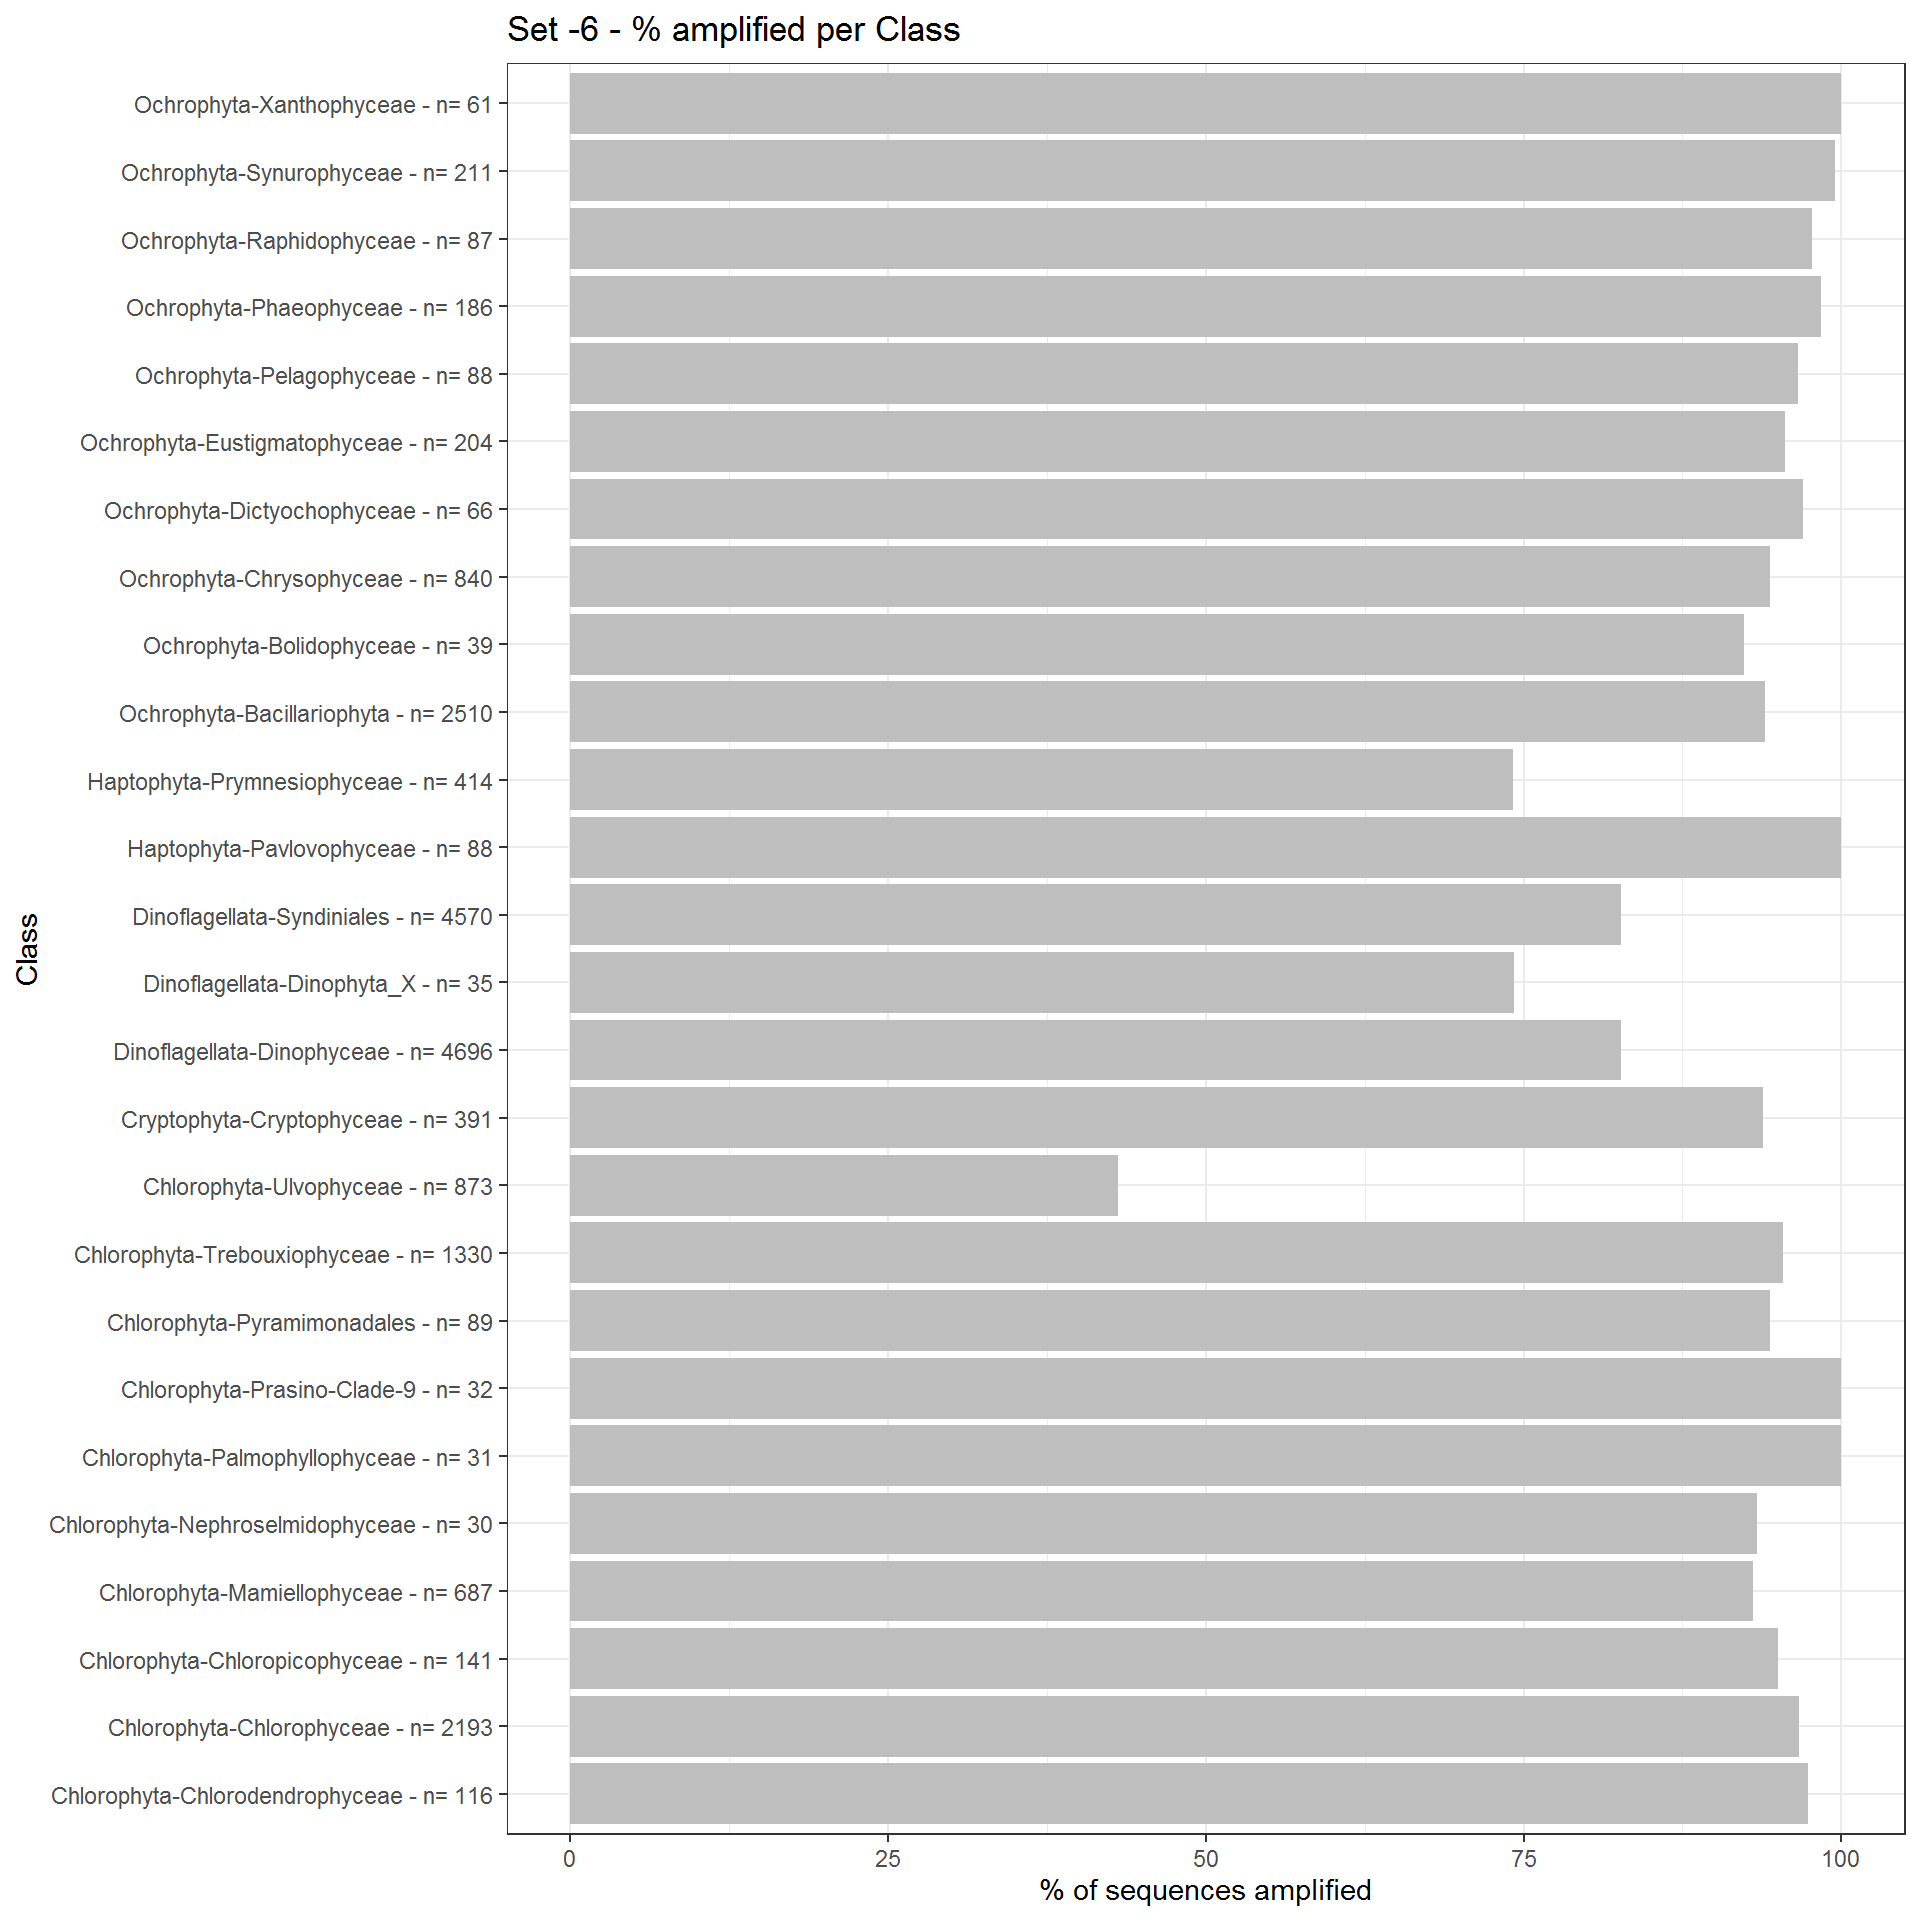 Set -6 - % amplified per Class
Class
Ochrophyta-Xanthophyceae - n= 61
Ochrophyta-Synurophyceae - n= 211
Ochrophyta-Raphidophyceae - n= 87
Ochrophyta-Phaeophyceae - n= 186
Ochrophyta-Pelagophyceae - n= 88
Ochrophyta-Eustigmatophyceae - n= 204
Ochrophyta-Dictyochophyceae - n= 66
Ochrophyta-Chrysophyceae - n= 840
Ochrophyta-Bolidophyceae - n= 39
Ochrophyta-Bacillariophyta - n= 2510
Haptophyta-Prymnesiophyceae - n= 414
Haptophyta-Pavlovophyceae - n= 88
Dinoflagellata-Syndiniales - n= 4570
Dinoflagellata-Dinophyta_X - n= 35
Dinoflagellata-Dinophyceae - n= 4696
Cryptophyta-Cryptophyceae - n= 391
Chlorophyta-Ulvophyceae - n= 873
Chlorophyta-Trebouxiophyceae - n= 1330
Chlorophyta-Pyramimonadales - n= 89
Chlorophyta-Prasino-Clade-9 - n= 32
Chlorophyta-Palmophyllophyceae - n= 31
Chlorophyta-Nephroselmidophyceae - n= 30
Chlorophyta-Mamiellophyceae - n= 687
Chlorophyta-Chloropicophyceae - n= 141
Chlorophyta-Chlorophyceae - n= 2193
Chlorophyta-Chlorodendrophyceae - n= 116
0 25 50 75 100
% of sequences amplified